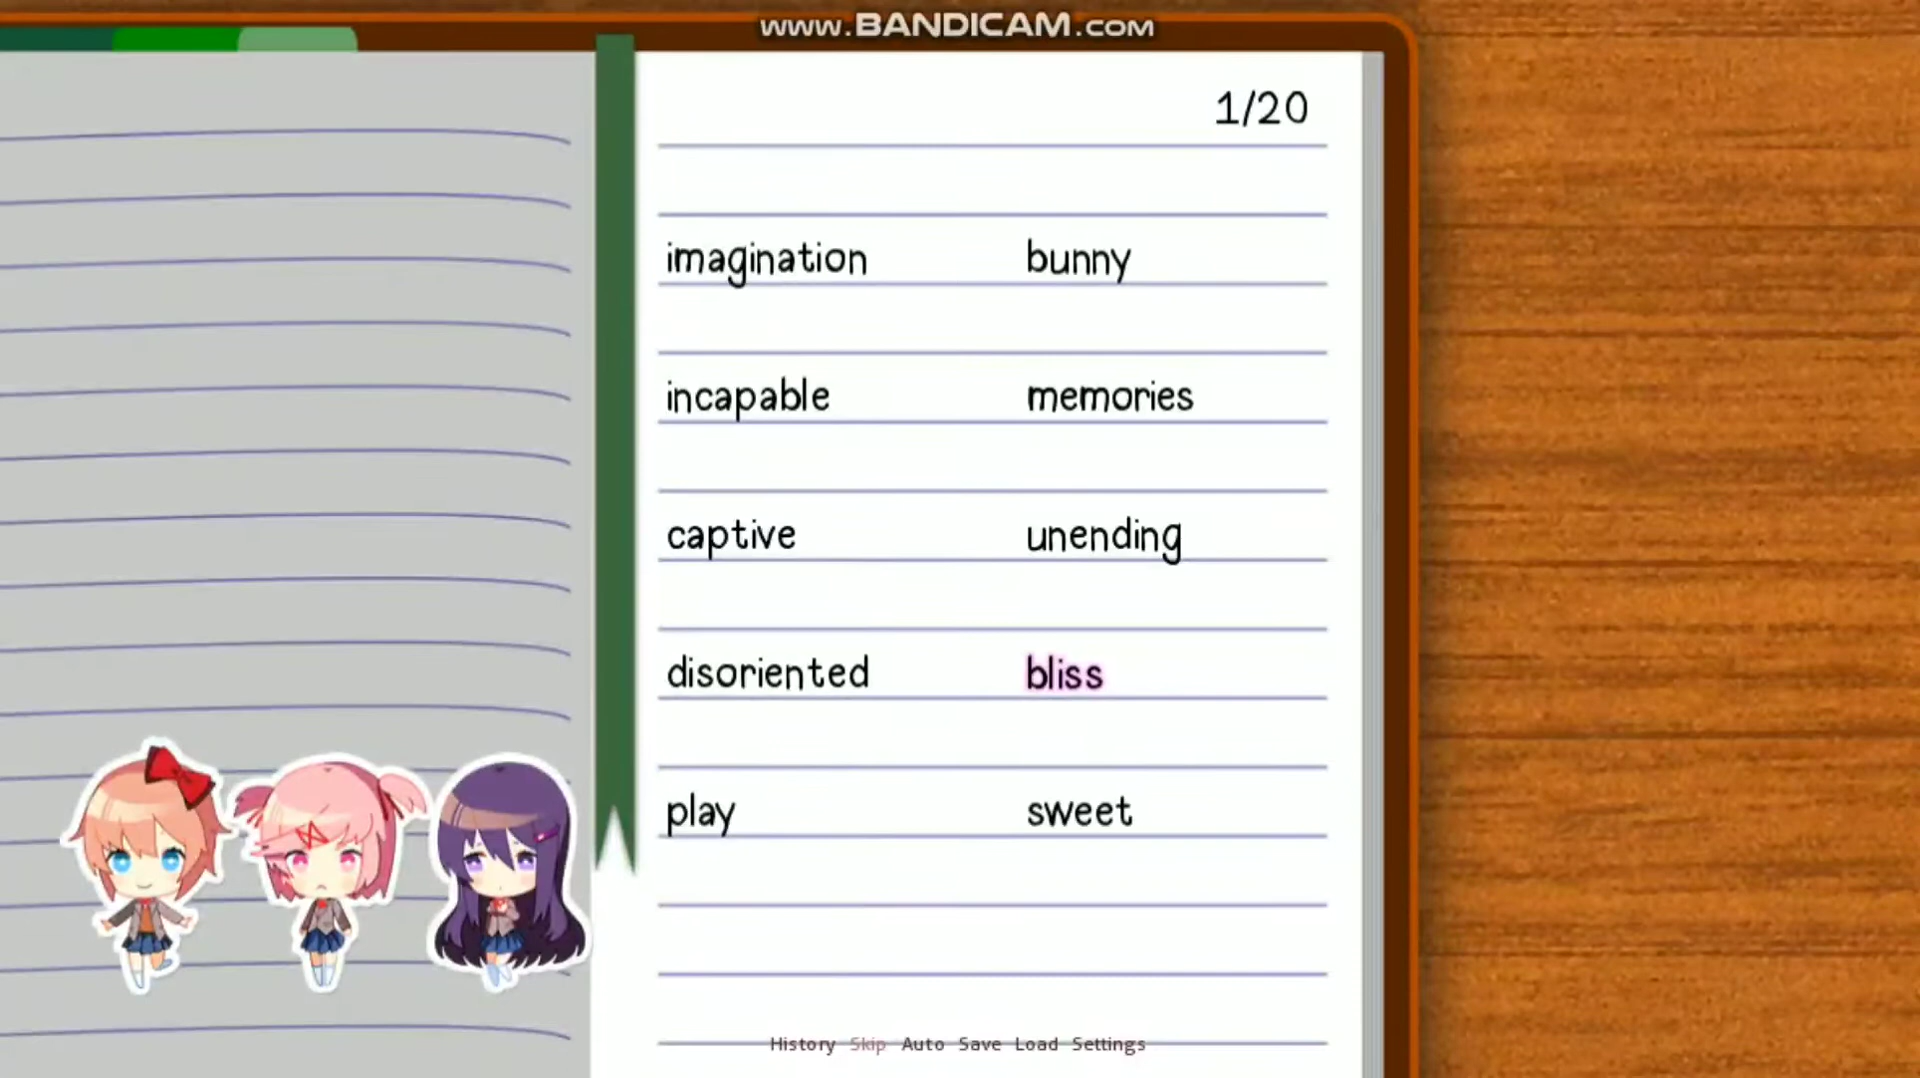 www.BANDICAM.com
1/20
imagination bunny
incapable memories
captive unending
disoriented bliss
play sweet
History Skip Auto Save Load Settings